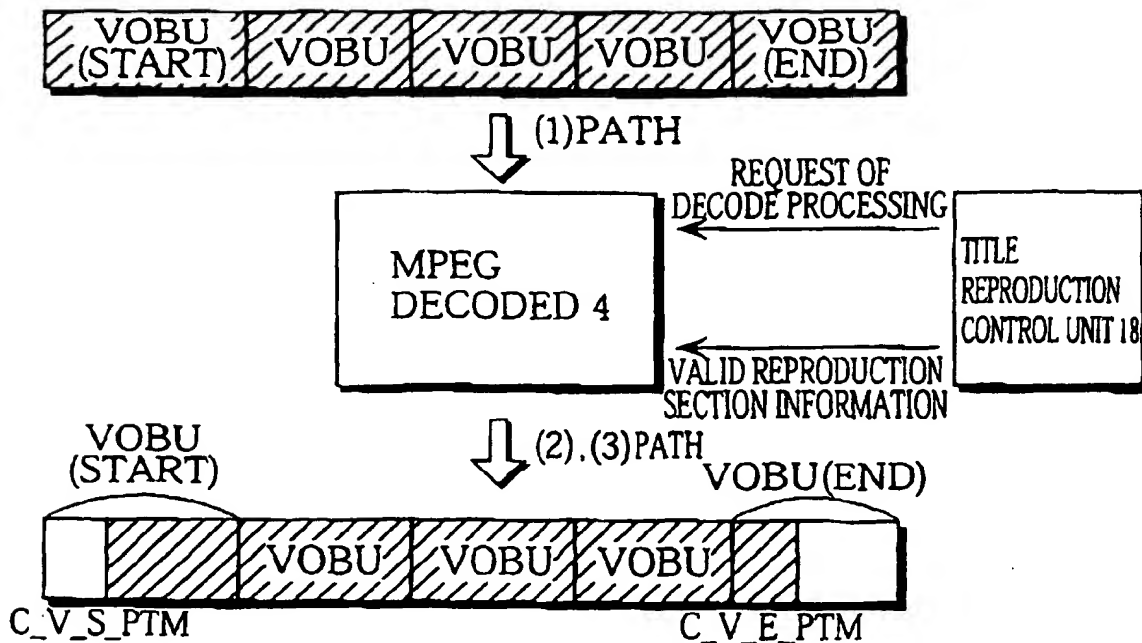 VOBU
(START)
VOBU
VOBU
VOBU
VOBU
(END)
(1)PATH
REQUEST OF
DECODE PROCESSING
MPEG
DECODED 4
TITLE
REPRODUCTION
CONTROL UNIT 18
VALID REPRODUCTION
SECTION INFORMATION
(2),(3)PATH
VOBU
(START)
VOBU(END)
VOBU
VOBU
VOBU
C_V_S_PTM
C_V_E_PTM